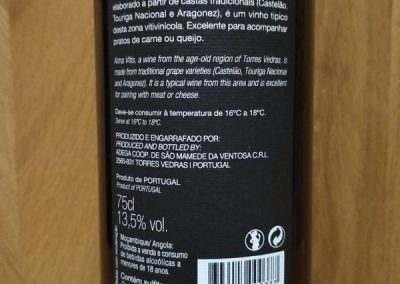 elaborado a partir de castas tradicionais (Castelão,
Touriga Nacional e Aragonez), é um vinho típico
desta zona vitivinícola. Excelente para acompanhar
pratos de carne ou queijo.
Alma Vitis, a wine from the age-old region of Torres Vedras, is
made from traditional grape varieties (Castelão, Touriga Nacional
and Aragonez). It is a typical wine from this area and is excellent
for pairing with meat or cheese.
Deve-se consumir à temperatura de 16ºC a 18ºC.
Serve at 16ºC to 18ºC.
PRODUZIDO E ENGARRAFADO POR:
PRODUCED AND BOTTLED BY:
ADEGA COOP. DE SÃO MAMEDE DA VENTOSA C.R.L.
2565-831 TORRES VEDRAS | PORTUGAL
Produto de PORTUGAL
Product of PORTUGAL
75cl
13,5% vol.
Moçambique/ Angola:
Proibida a venda e consumo
de bebidas alcoólicas a
menores de 18 anos.
Contém sulfitos